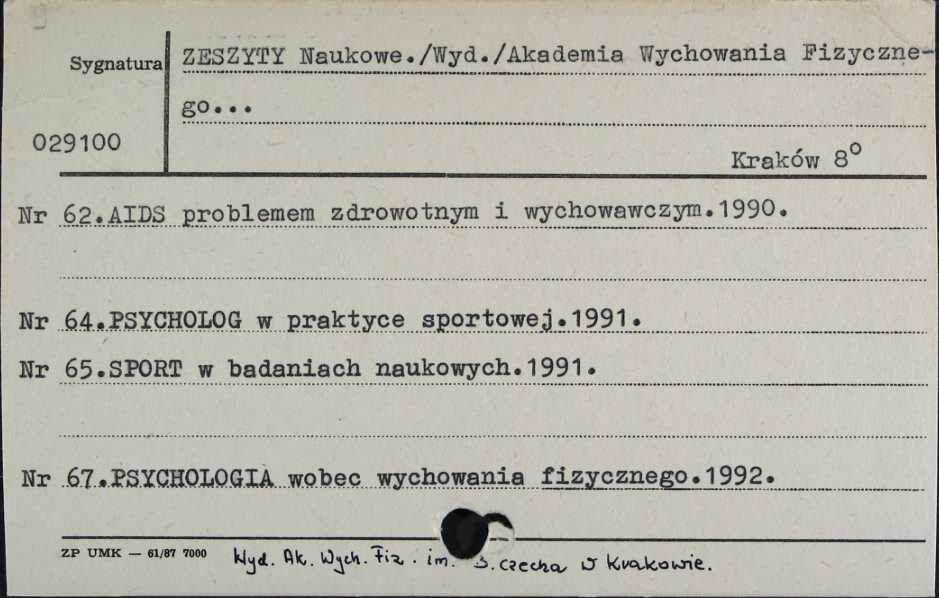 9
Sygnatura
ZESZYTY Naukowe./Wyd./Akademia Wychowania Fizyczne-
go...
029100
Kraków 8⁰
Nr 62.AIDS problemem zdrowotnym i wychowawczym.1990.
Nr 64.PSYCHOLOG w praktyce sportowej.1991.
Nr 65.SPORT w badaniach naukowych.1991.
Nr 67.PSYCHOLOGIA wobec wychowania fizycznego.1992.
ZP UMK — 61/87 7000 Wyd. Ak. Wych. Fiz. im. B. Czecha w Krakowie.